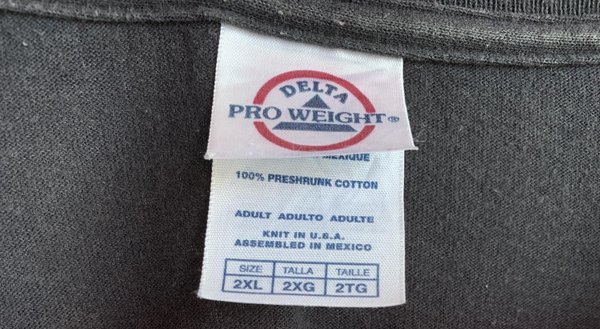 DELTA
PRO WEIGHT®
MEXIQUE
100% PRESHRUNK COTTON
ADULT ADULTO ADULTE
KNIT IN U.S.A.
ASSEMBLED IN MEXICO
SIZE TALLA TAILLE
2XL 2XG 2TG